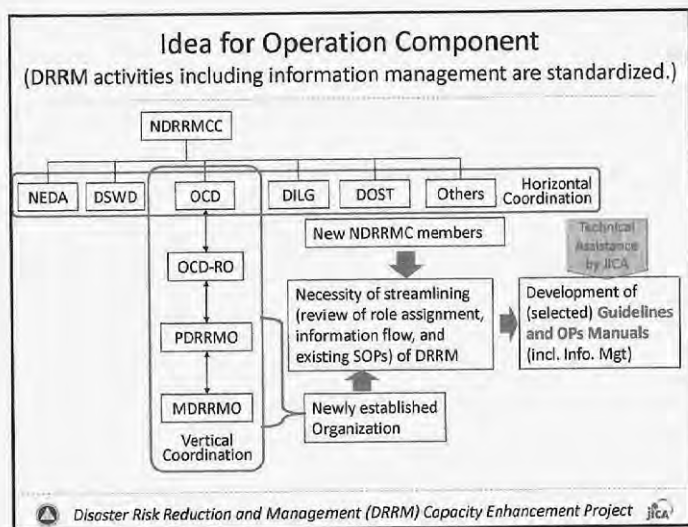 Idea for Operation Component
(DRRM activities including information management are standardized.)
NDRRMCC
NEDA
DSWD
OCD
DILG
DOST
Others
Horizontal
Coordination
New NDRRMC members
Technical
Assistance
by JICA
OCD-RO
PDRRMO
MDRRMO
Vertical
Coordination
Necessity of streamlining
(review of role assignment,
information flow, and
existing SOPs) of DRRM
Development of
(selected) Guidelines
and OPs Manuals
(incl. Info. Mgt)
Newly established
Organization
Disaster Risk Reduction and Management (DRRM) Capacity Enhancement Project
jICA